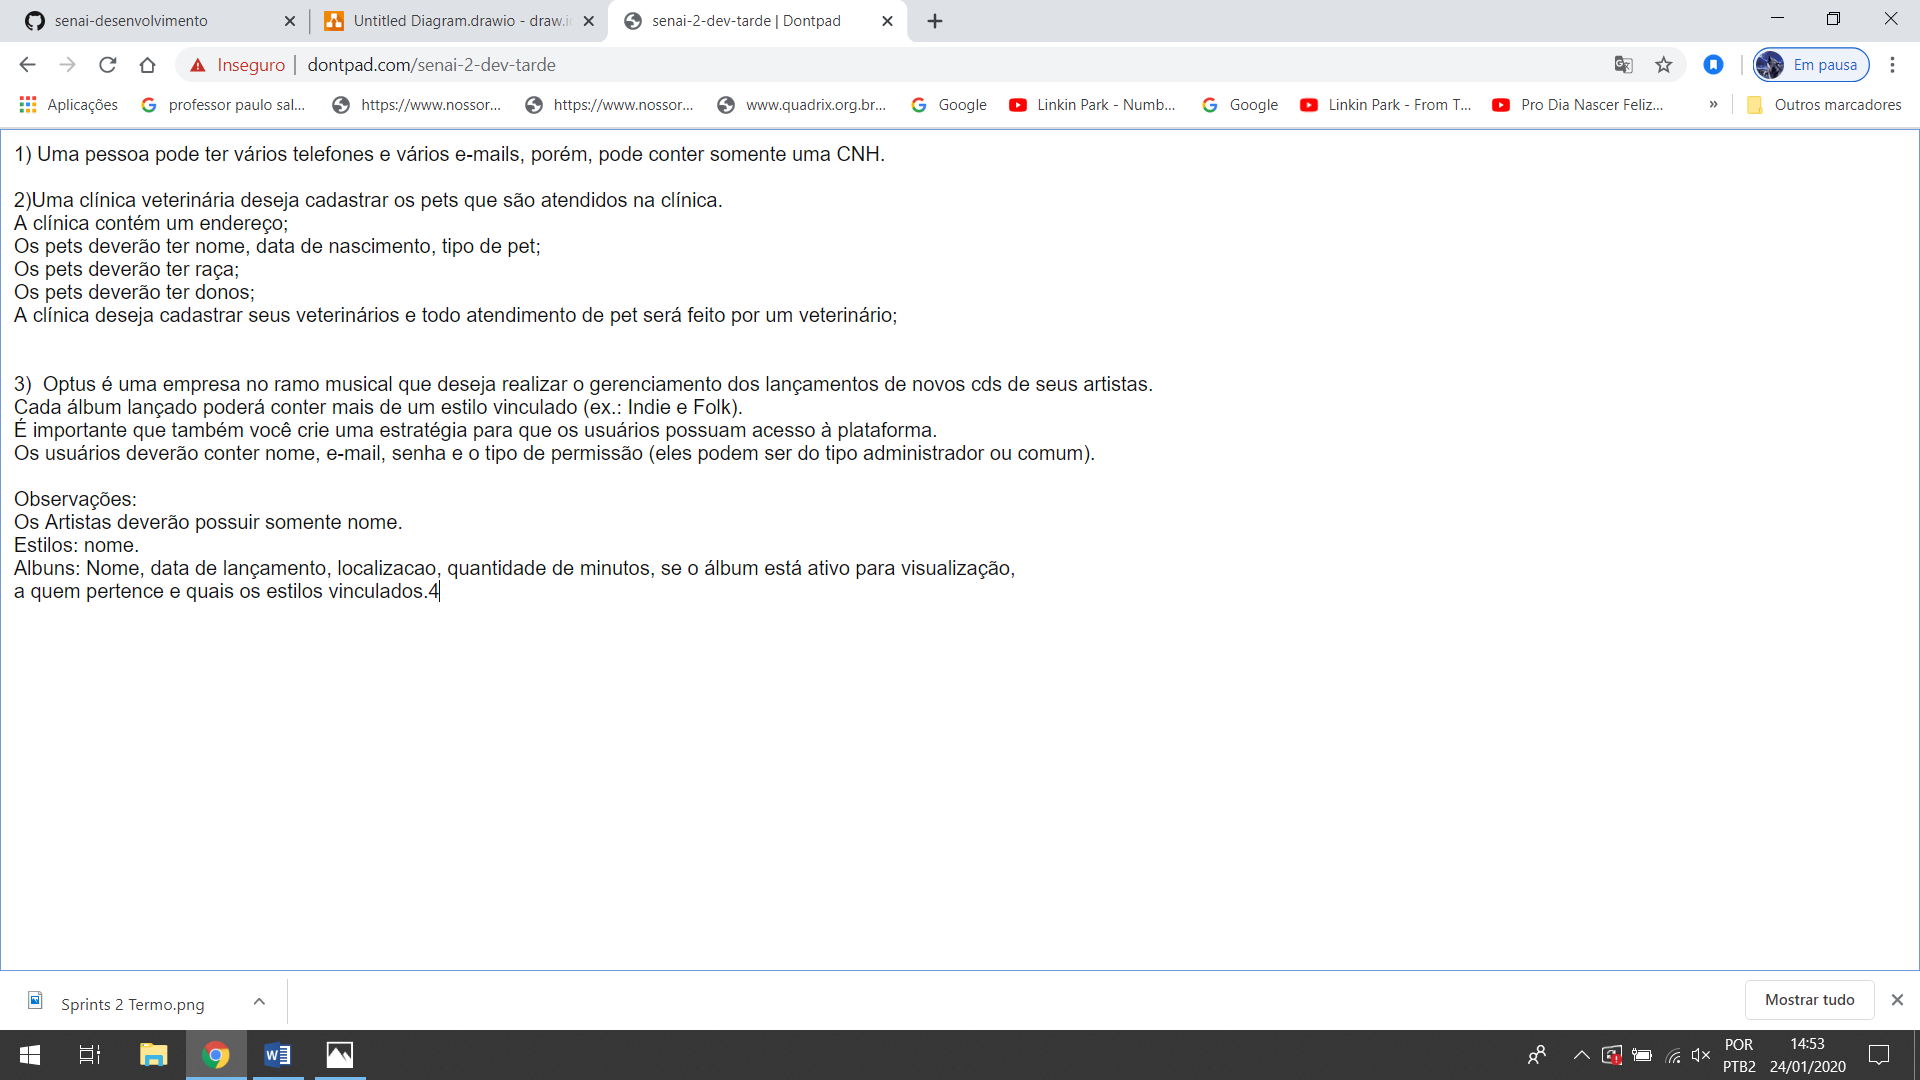 senai-desenvolvimento
Untitled Diagram.drawio - draw.i
senai-2-dev-tarde | Dontpad
Inseguro | dontpad.com/senai-2-dev-tarde
Em pausa
Aplicações
professor paulo sal...
https://www.nossor...
https://www.nossor...
www.quadrix.org.br...
Google
Linkin Park - Numb...
Google
Linkin Park - From T...
Pro Dia Nascer Feliz...
»
Outros marcadores
1) Uma pessoa pode ter vários telefones e vários e-mails, porém, pode conter somente uma CNH.
2)Uma clínica veterinária deseja cadastrar os pets que são atendidos na clínica.
A clínica contém um endereço;
Os pets deverão ter nome, data de nascimento, tipo de pet;
Os pets deverão ter raça;
Os pets deverão ter donos;
A clínica deseja cadastrar seus veterinários e todo atendimento de pet será feito por um veterinário;
3)  Optus é uma empresa no ramo musical que deseja realizar o gerenciamento dos lançamentos de novos cds de seus artistas.
Cada álbum lançado poderá conter mais de um estilo vinculado (ex.: Indie e Folk).
É importante que também você crie uma estratégia para que os usuários possuam acesso à plataforma.
Os usuários deverão conter nome, e-mail, senha e o tipo de permissão (eles podem ser do tipo administrador ou comum).
Observações:
Os Artistas deverão possuir somente nome.
Estilos: nome.
Albuns: Nome, data de lançamento, localizacao, quantidade de minutos, se o álbum está ativo para visualização,
a quem pertence e quais os estilos vinculados.4
Sprints 2 Termo.png
Mostrar tudo
POR
PTB2
14:53
24/01/2020